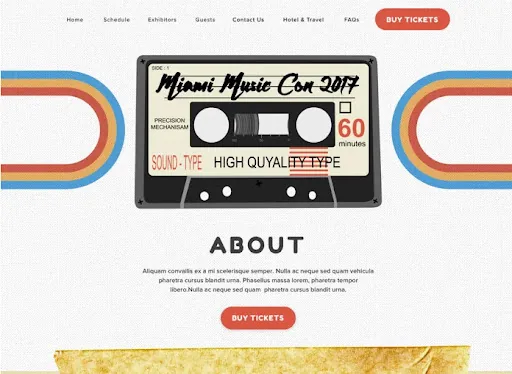 Home Schedule Exhibitors Guests Contact Us Hotel & Travel FAQs BUY TICKETS
SIDE : 1
Miami Music Con 2017
PRECISION
MECHANISAM
60
minutes
SOUND - TYPE HIGH QUYALITY TYPE
ABOUT
Aliquam convallis ex a mi scelerisque semper. Nulla ac neque sed quam vehicula
pharetra cursus blandit urna. Phasellus massa lorem, pharetra tempor
libero.Nulla ac neque sed quam pharetra cursus blandit urna.
BUY TICKETS